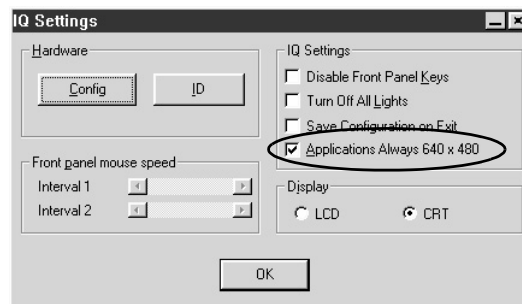 IQ Settings
Hardware
Config
ID
Front panel mouse speed
Interval 1
Interval 2
IQ Settings
Disable Front Panel Keys
Turn Off All Lights
Save Configuration on Exit
Applications Always 640 x 480
Display
LCD
CRT
OK